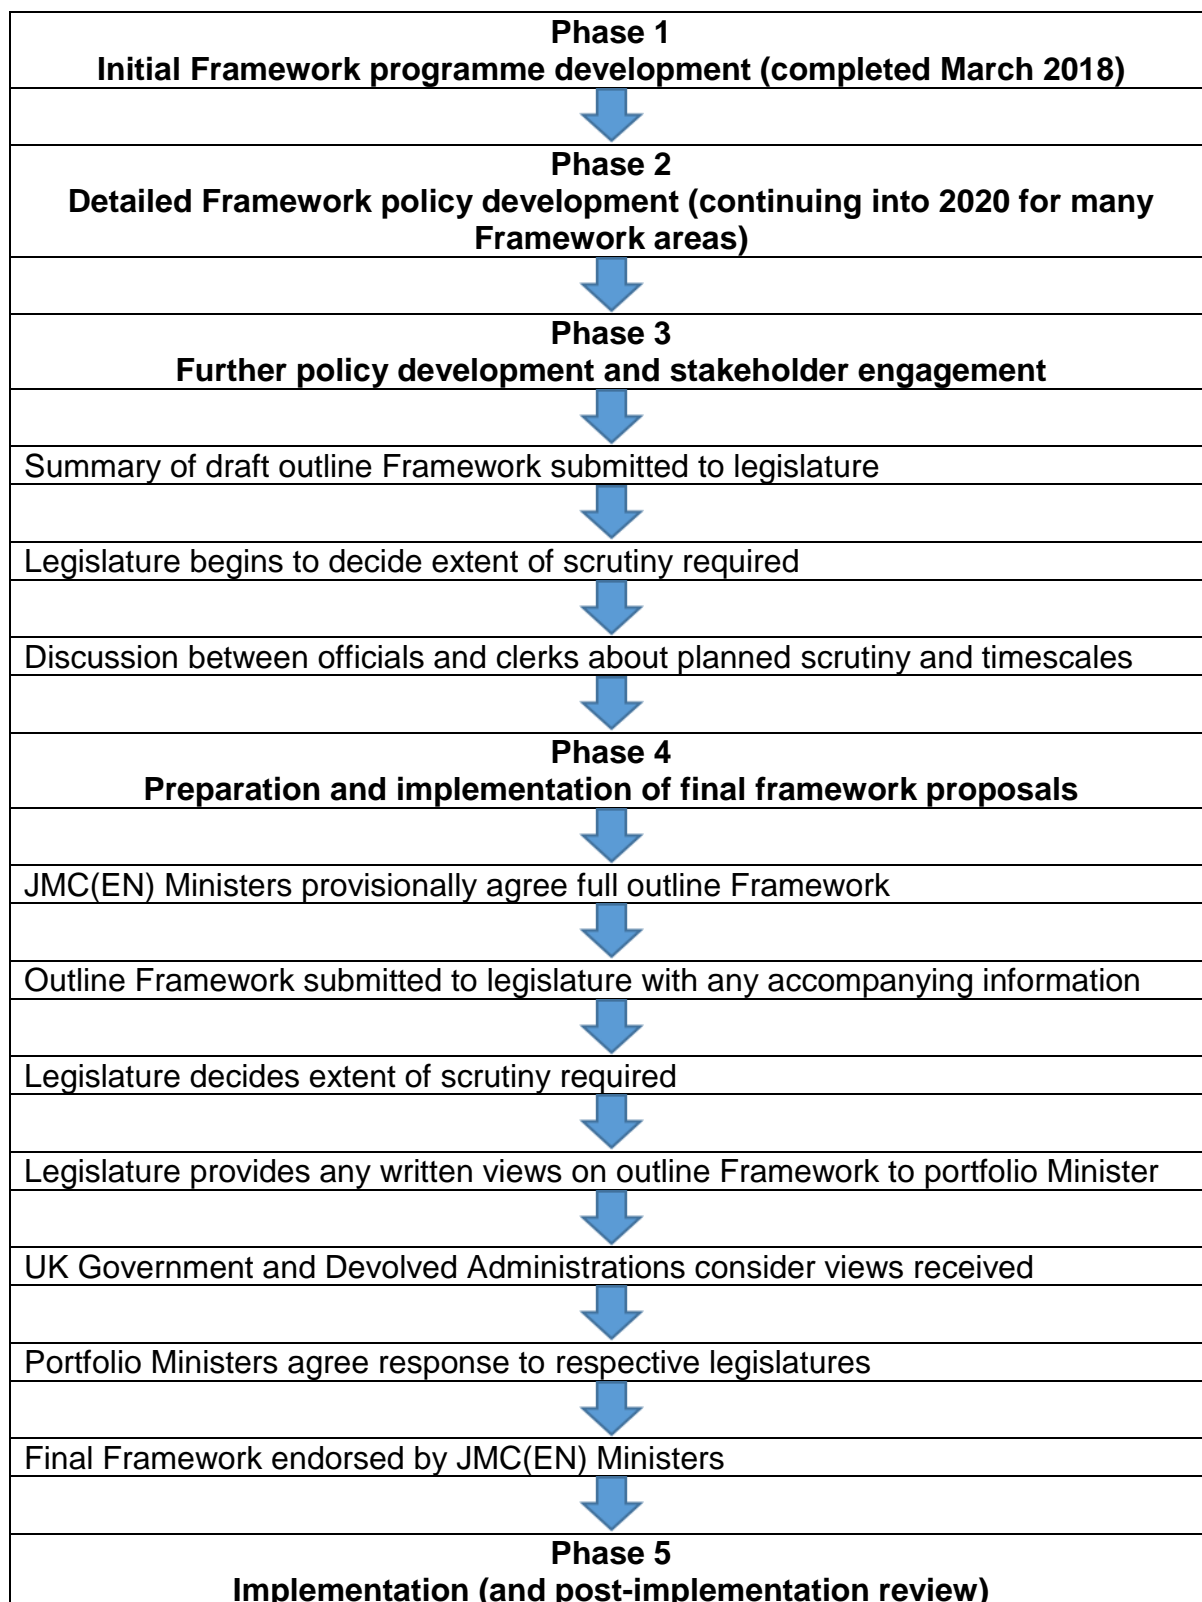 Phase 1
Initial Framework programme development (completed March 2018)
Phase 2
Detailed Framework policy development (continuing into 2020 for many
Framework areas)
Phase 3
Further policy development and stakeholder engagement
Summary of draft outline Framework submitted to legislature
Legislature begins to decide extent of scrutiny required
Discussion between officials and clerks about planned scrutiny and timescales
Phase 4
Preparation and implementation of final framework proposals
JMC(EN) Ministers provisionally agree full outline Framework
Outline Framework submitted to legislature with any accompanying information
Legislature decides extent of scrutiny required
Legislature provides any written views on outline Framework to portfolio Minister
UK Government and Devolved Administrations consider views received
Portfolio Ministers agree response to respective legislatures
Final Framework endorsed by JMC(EN) Ministers
Phase 5
Implementation (and post-implementation review)